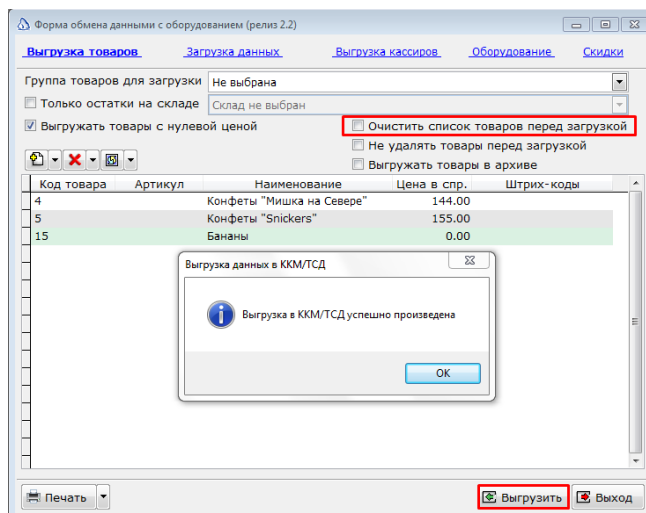 Форма обмена данными с оборудованием (релиз 2.2)
Выгрузка товаров Загрузка данных Выгрузка кассиров Оборудование Скидки
Группа товаров для загрузки Не выбрана
Только остатки на складе Склад не выбран
Выгружать товары с нулевой ценой Очистить список товаров перед загрузкой
Не удалять товары перед загрузкой
Выгружать товары в архиве
Код товара Артикул Наименование Цена в спр. Штрих-коды
4 Конфеты "Мишка на Севере" 144.00
5 Конфеты "Snickers" 155.00
15 Бананы 0.00
Выгрузка данных в ККМ/ТСД
Выгрузка в ККМ/ТСД успешно произведена
ОК
Печать Выгрузить Выход